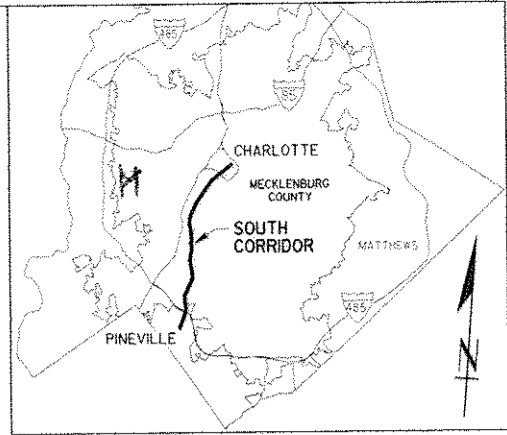 485
85
CHARLOTTE
MECKLENBURG
COUNTY
SOUTH
CORRIDOR
MATTHEWS
485
PINEVILLE
N